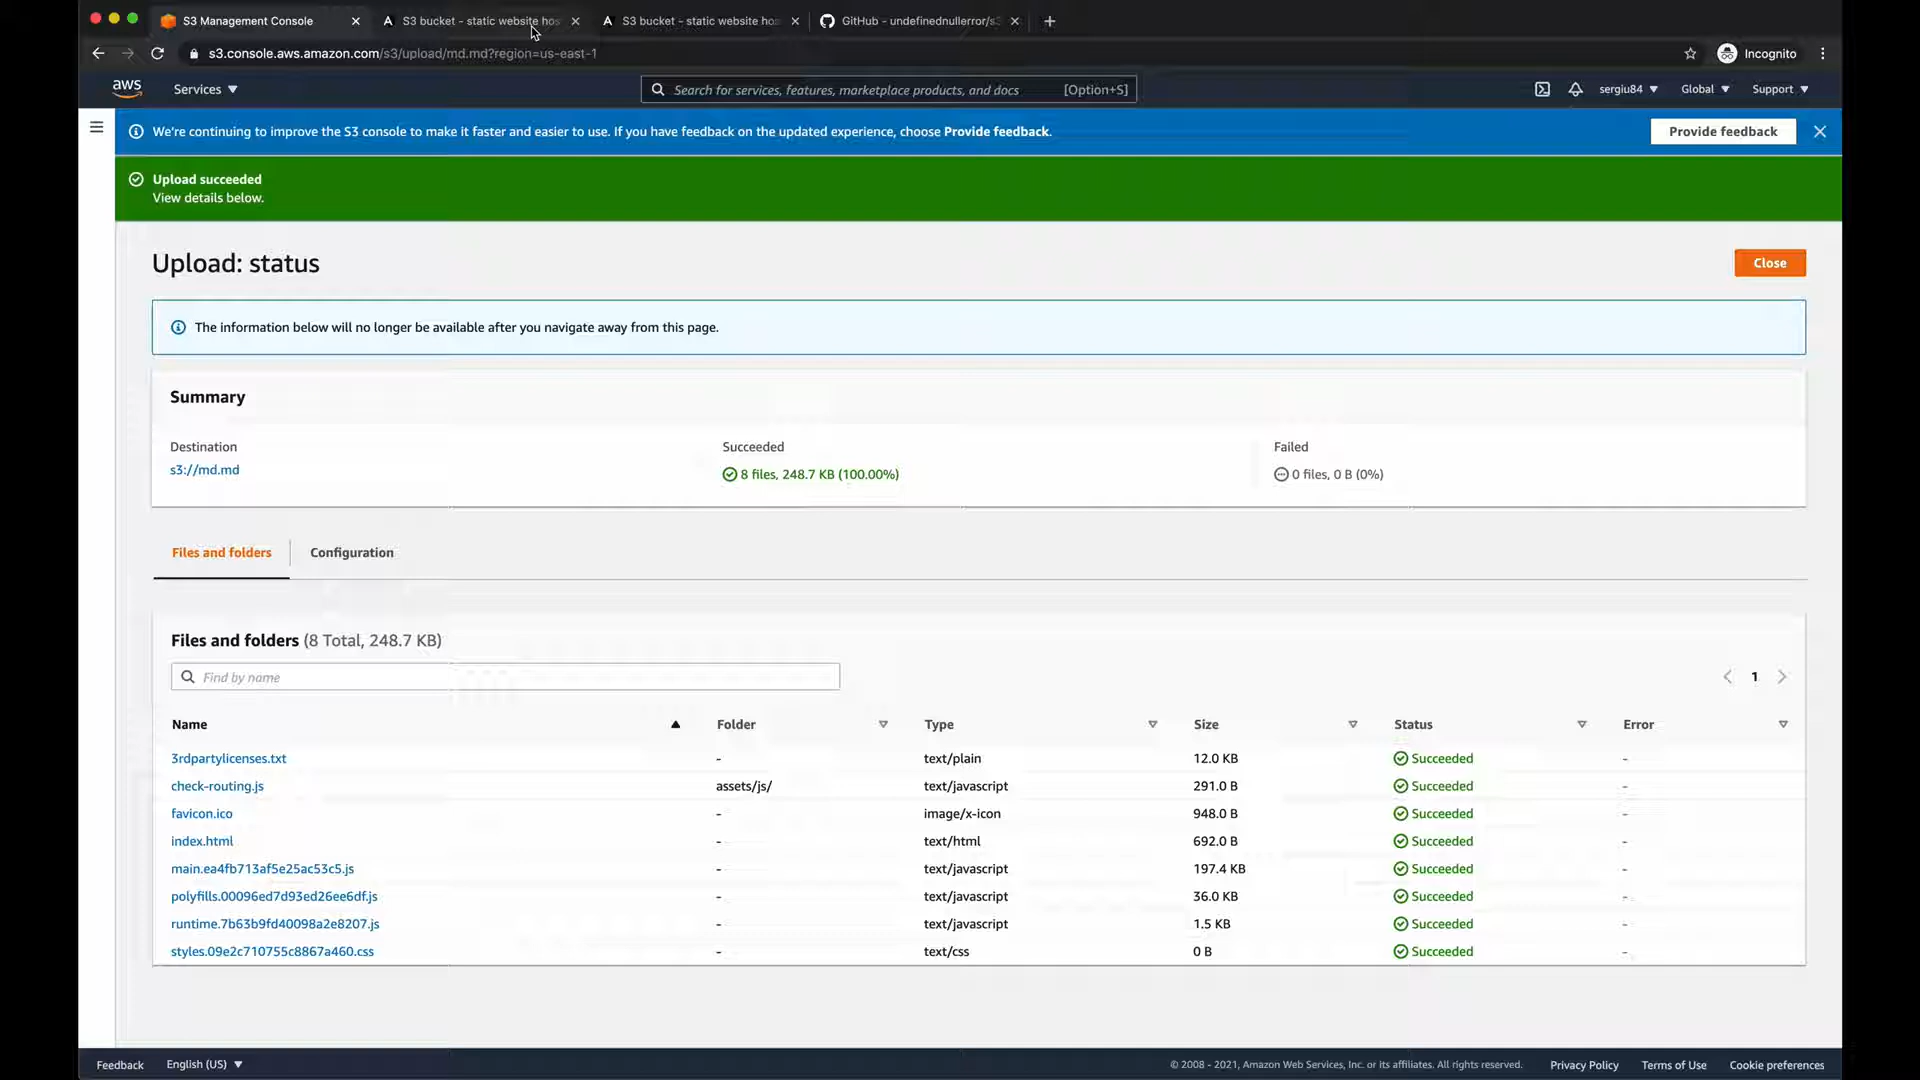 S3 Management Console
S3 bucket - static website hos
S3 bucket - static website hos
GitHub - undefinednullerror/s3
s3.console.aws.amazon.com/s3/upload/md.md?region=us-east-1
Incognito
aws
Services
Search for services, features, marketplace products, and docs
[Option+S]
sergiu84
Global
Support
We're continuing to improve the S3 console to make it faster and easier to use. If you have feedback on the updated experience, choose Provide feedback.
Provide feedback
Upload succeeded
View details below.
Upload: status
Close
The information below will no longer be available after you navigate away from this page.
Summary
Destination
Succeeded
Failed
s3://md.md
8 files, 248.7 KB (100.00%)
0 files, 0 B (0%)
Files and folders
Configuration
Files and folders (8 Total, 248.7 KB)
Find by name
1
Name Folder Type Size Status Error
3rdpartylicenses.txt - text/plain 12.0 KB Succeeded -
check-routing.js assets/js/ text/javascript 291.0 B Succeeded -
favicon.ico - image/x-icon 948.0 B Succeeded -
index.html - text/html 692.0 B Succeeded -
main.ea4fb713af5e25ac53c5.js - text/javascript 197.4 KB Succeeded -
polyfills.00096ed7d93ed26ee6df.js - text/javascript 36.0 KB Succeeded -
runtime.7b63b9fd40098a2e8207.js - text/javascript 1.5 KB Succeeded -
styles.09e2c710755c8867a460.css - text/css 0 B Succeeded -
Feedback
English (US)
© 2008 - 2021, Amazon Web Services, Inc. or its affiliates. All rights reserved.
Privacy Policy
Terms of Use
Cookie preferences